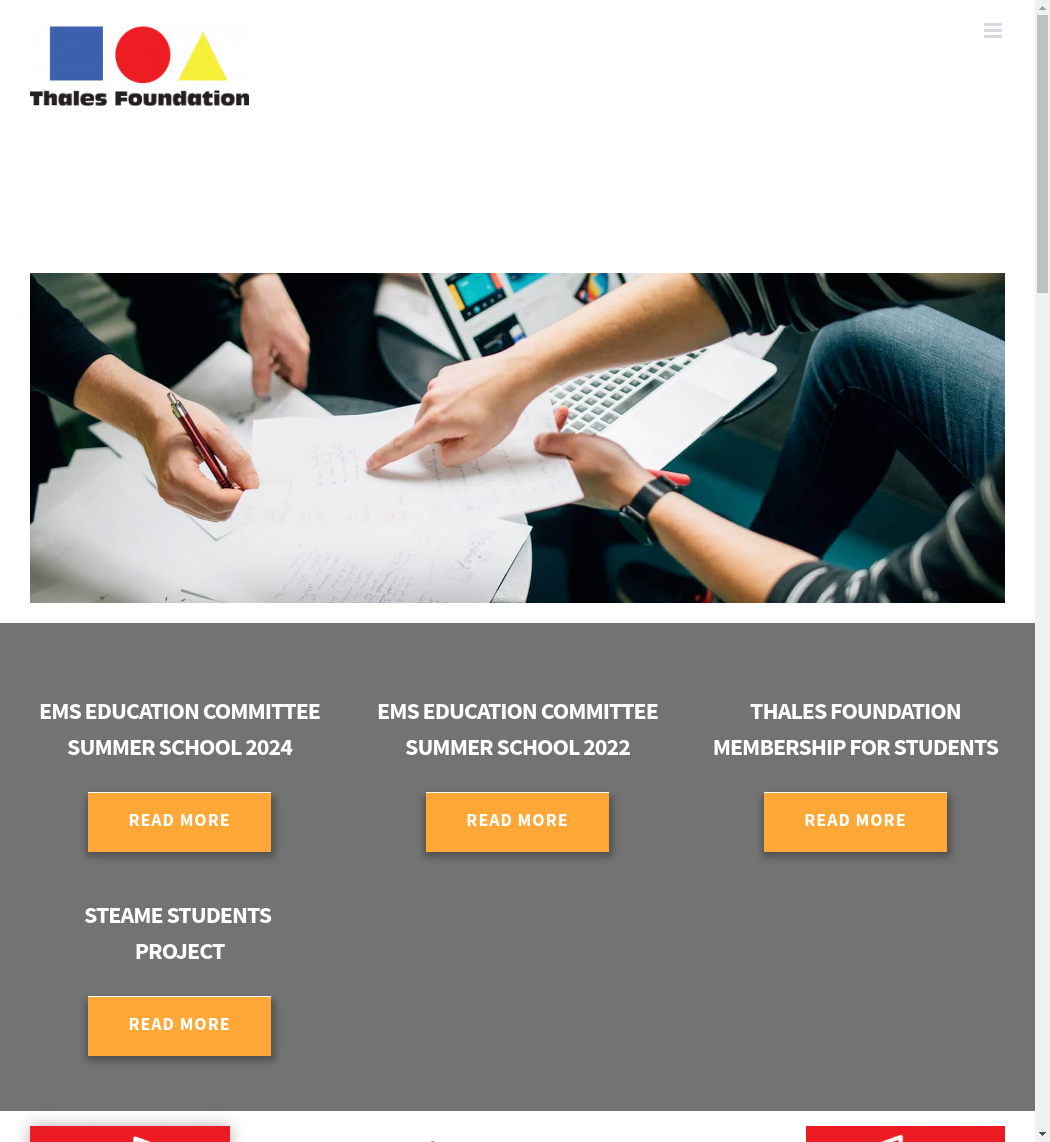 Thales Foundation
EMS EDUCATION COMMITTEE
SUMMER SCHOOL 2024
READ MORE
EMS EDUCATION COMMITTEE
SUMMER SCHOOL 2022
READ MORE
THALES FOUNDATION
MEMBERSHIP FOR STUDENTS
READ MORE
STEAME STUDENTS
PROJECT
READ MORE